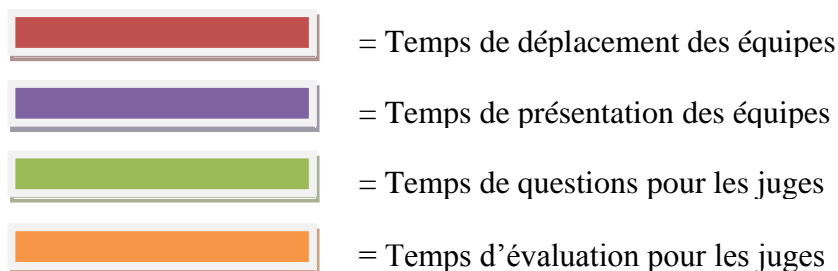 = Temps de déplacement des équipes
= Temps de présentation des équipes
= Temps de questions pour les juges
= Temps d’évaluation pour les juges